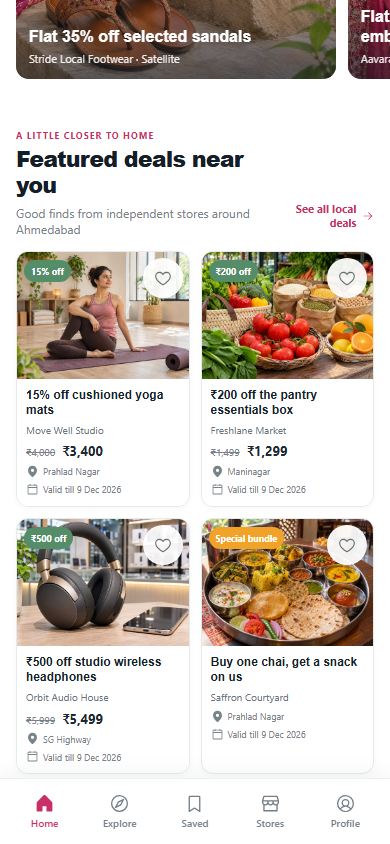 Flat 35% off selected sandals
Stride Local Footwear · Satellite
Flat
emb
Aavara
A LITTLE CLOSER TO HOME
Featured deals near
you
Good finds from independent stores around
Ahmedabad
See all local
deals →
15% off
15% off cushioned yoga
mats
Move Well Studio
₹4,000 ₹3,400
Prahlad Nagar
Valid till 9 Dec 2026
₹200 off
₹200 off the pantry
essentials box
Freshlane Market
₹1,499 ₹1,299
Maninagar
Valid till 9 Dec 2026
₹500 off
₹500 off studio wireless
headphones
Orbit Audio House
₹5,999 ₹5,499
SG Highway
Valid till 9 Dec 2026
Special bundle
Buy one chai, get a snack
on us
Saffron Courtyard
Prahlad Nagar
Valid till 9 Dec 2026
Home
Explore
Saved
Stores
Profile